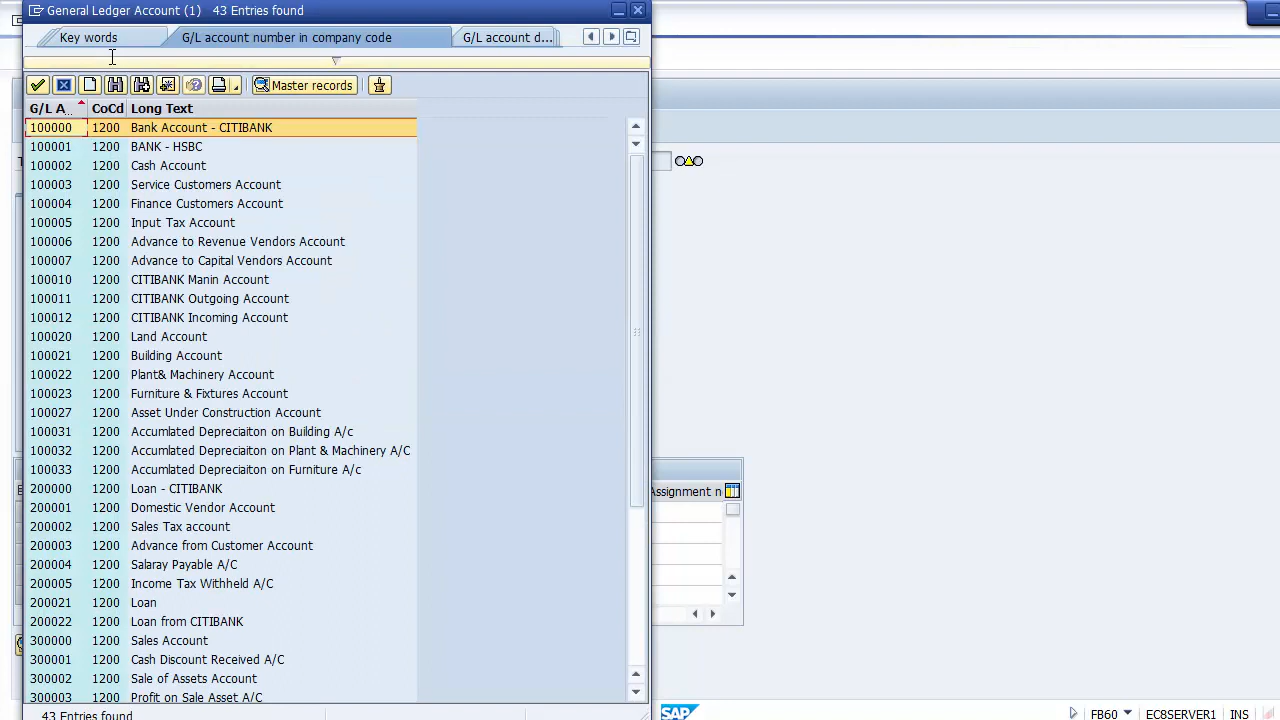 General Ledger Account (1)   43 Entries found
Key words   G/L account number in company code   G/L account d...
Master records
G/L A.. CoCd Long Text
100000 1200 Bank Account - CITIBANK
100001 1200 BANK - HSBC
100002 1200 Cash Account
100003 1200 Service Customers Account
100004 1200 Finance Customers Account
100005 1200 Input Tax Account
100006 1200 Advance to Revenue Vendors Account
100007 1200 Advance to Capital Vendors Account
100010 1200 CITIBANK Manin Account
100011 1200 CITIBANK Outgoing Account
100012 1200 CITIBANK Incoming Account
100020 1200 Land Account
100021 1200 Building Account
100022 1200 Plant& Machinery Account
100023 1200 Furniture & Fixtures Account
100027 1200 Asset Under Construction Account
100031 1200 Accumlated Depreciaiton on Building A/c
100032 1200 Accumlated Depreciaiton on Plant & Machinery A/C
100033 1200 Accumlated Depreciaiton on Furniture A/c
200000 1200 Loan - CITIBANK
Assignment n
200001 1200 Domestic Vendor Account
200002 1200 Sales Tax account
200003 1200 Advance from Customer Account
200004 1200 Salaray Payable A/C
200005 1200 Income Tax Withheld A/C
200021 1200 Loan
200022 1200 Loan from CITIBANK
300000 1200 Sales Account
300001 1200 Cash Discount Received A/C
300002 1200 Sale of Assets Account
300003 1200 Profit on Sale Asset A/C
43 Entries found
SAP   FB60   EC8SERVER1   INS